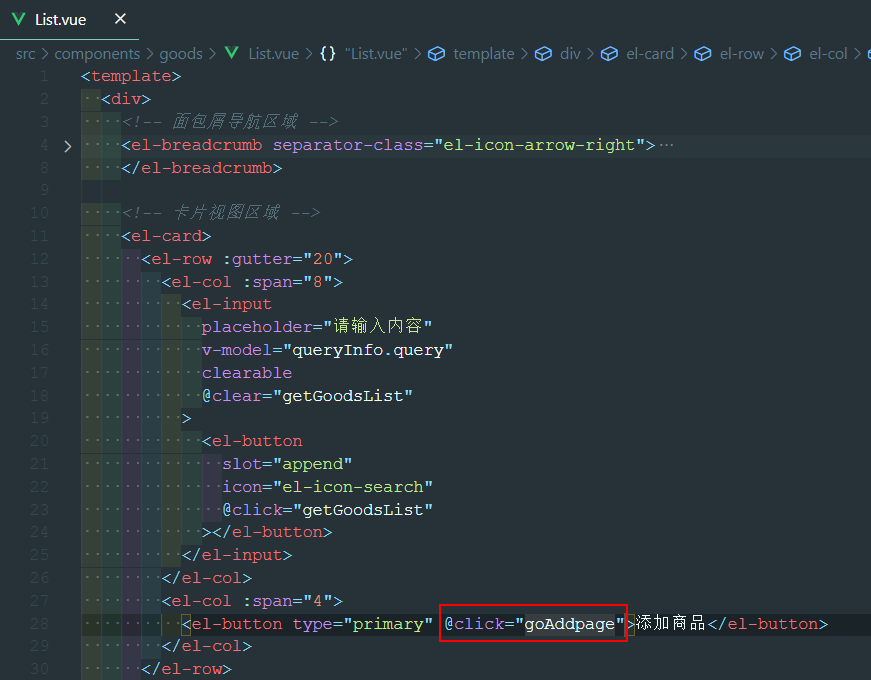 List.vue ×
src > components > goods > List.vue > {} "List.vue" > template > div > el-card > el-row > el-col >
1 <template>
2 <div>
3 <!-- 面包屑导航区域 -->
4 <el-breadcrumb separator-class="el-icon-arrow-right">…
8 </el-breadcrumb>
9
10 <!-- 卡片视图区域 -->
11 <el-card>
12 <el-row :gutter="20">
13 <el-col :span="8">
14 <el-input
15 placeholder="请输入内容"
16 v-model="queryInfo.query"
17 clearable
18 @clear="getGoodsList"
19 >
20 <el-button
21 slot="append"
22 icon="el-icon-search"
23 @click="getGoodsList"
24 ></el-button>
25 </el-input>
26 </el-col>
27 <el-col :span="4">
28 <el-button type="primary" @click="goAddpage">添加商品</el-button>
29 </el-col>
30 </el-row>